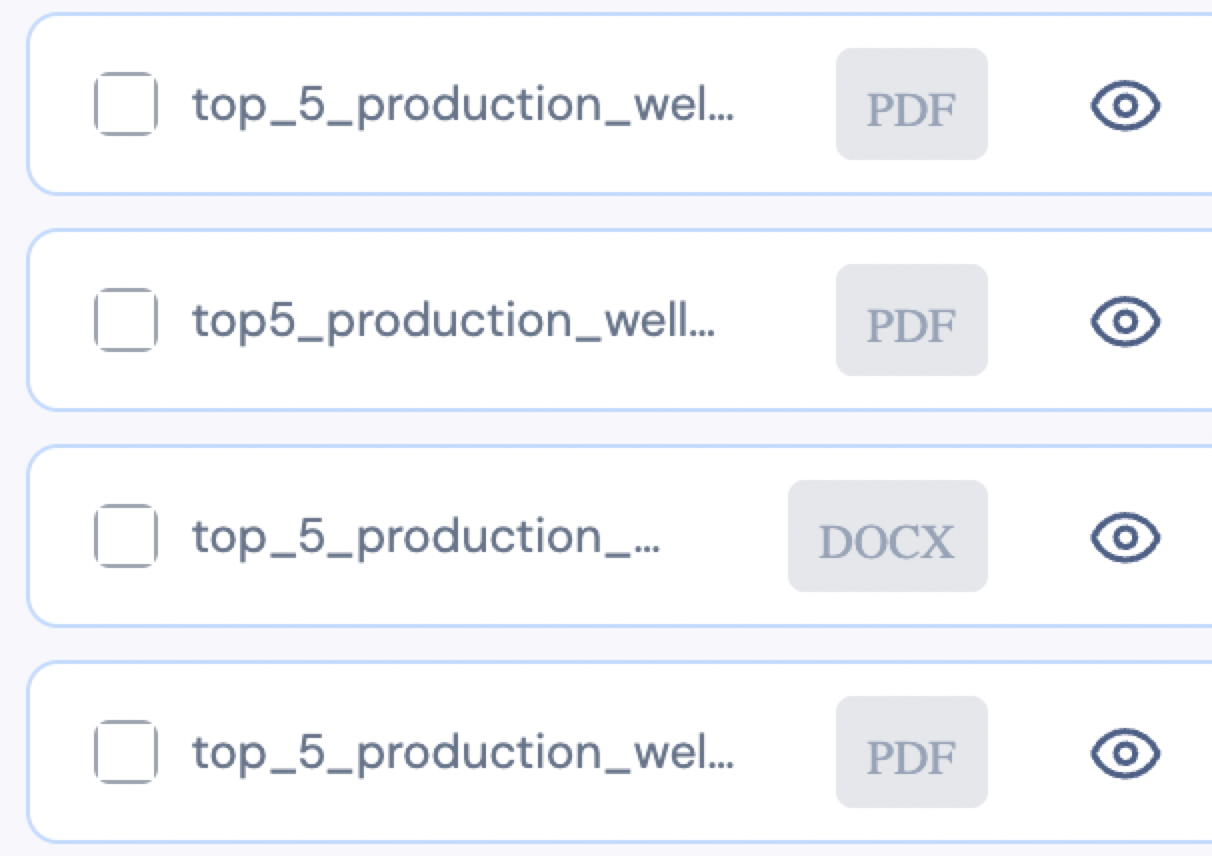 top_5_production_wel... PDF
top5_production_well... PDF
top_5_production_... DOCX
top_5_production_wel... PDF